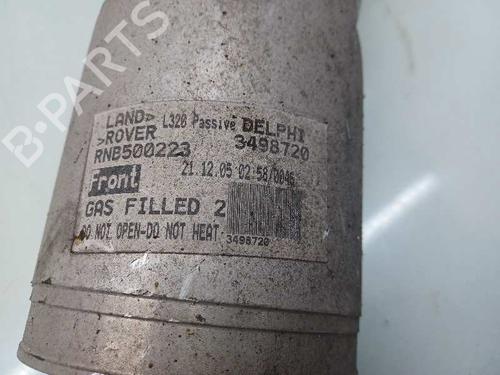 LAND> L320 Passive DELPHI
>ROVER 3498720
RNB500223
Front 21.12.05 02:58/0046
GAS FILLED 2
DO NOT OPEN-DO NOT HEAT
3498720
B-PARTS